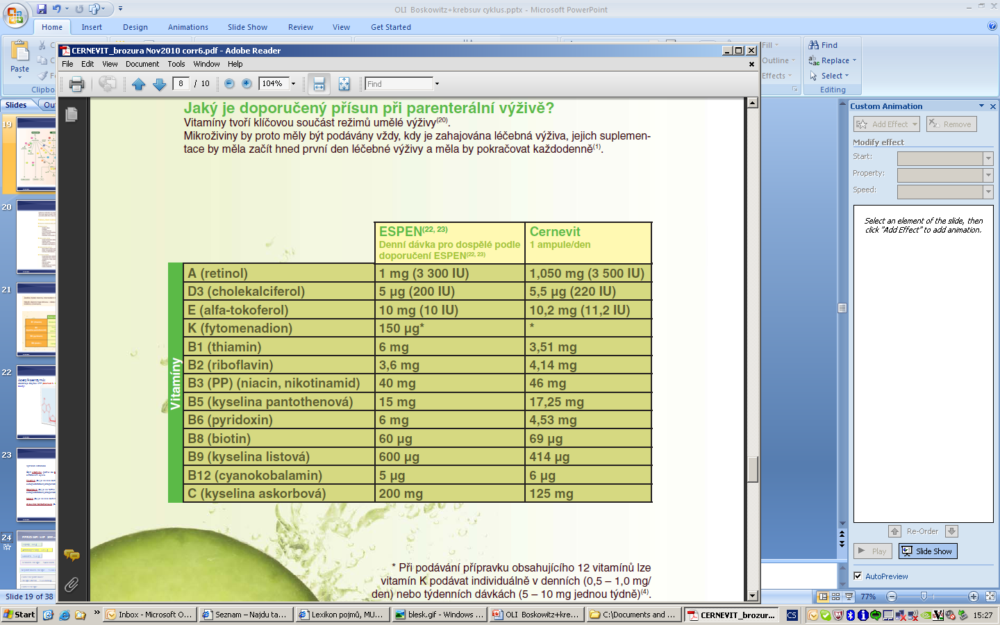 OLI Boskowitz+krebsuv cyklus.pptx - Microsoft PowerPoint
Home Insert Design Animations Slide Show Review View Get Started
Paste
Fill
Outline
Effects
Find
Replace
Select
Editing
CERNEVIT_brozura Nov2010 corr6.pdf - Adobe Reader
File Edit View Document Tools Window Help
8 / 10 104% Find
Slides
19
20
21
22
23
24
Jaký je doporučený přísun při parenterální výživě?
Vitamíny tvoří klíčovou součást režimů umělé výživy(20).
Mikroživiny by proto měly být podávány vždy, kdy je zahajována léčebná výživa, jejich suplemen-
tace by měla začít hned první den léčebné výživy a měla by pokračovat každodenně(1).
ESPEN(22, 23) Cernevit
Denní dávka pro dospělé podle 1 ampule/den
doporučení ESPEN(22, 23)
Vitamíny
A (retinol) 1 mg (3 300 IU) 1,050 mg (3 500 IU)
D3 (cholekalciferol) 5 µg (200 IU) 5,5 µg (220 IU)
E (alfa-tokoferol) 10 mg (10 IU) 10,2 mg (11,2 IU)
K (fytomenadion) 150 µg* *
B1 (thiamin) 6 mg 3,51 mg
B2 (riboflavin) 3,6 mg 4,14 mg
B3 (PP) (niacin, nikotinamid) 40 mg 46 mg
B5 (kyselina pantothenová) 15 mg 17,25 mg
B6 (pyridoxin) 6 mg 4,53 mg
B8 (biotin) 60 µg 69 µg
B9 (kyselina listová) 600 µg 414 µg
B12 (cyanokobalamin) 5 µg 6 µg
C (kyselina askorbová) 200 mg 125 mg
* Při podávání přípravku obsahujícího 12 vitamínů lze
vitamín K podávat individuálně v denních (0,5 – 1,0 mg/
den) nebo týdenních dávkách (5 – 10 mg jednou týdně)(4).
Custom Animation
Add Effect Remove
Modify effect
Start:
Property:
Speed:
Select an element of the slide, then
click "Add Effect" to add animation.
Re-Order
Play Slide Show
AutoPreview
Slide 19 of 38 77%
Start » Inbox - Microsoft O... Seznam – Najdu ta... Lexikon pojmů, MU... blesk.gif - Windows ... OLI Boskowitz+kre... C:\Documents and ... CERNEVIT_brozur... CS 15:27